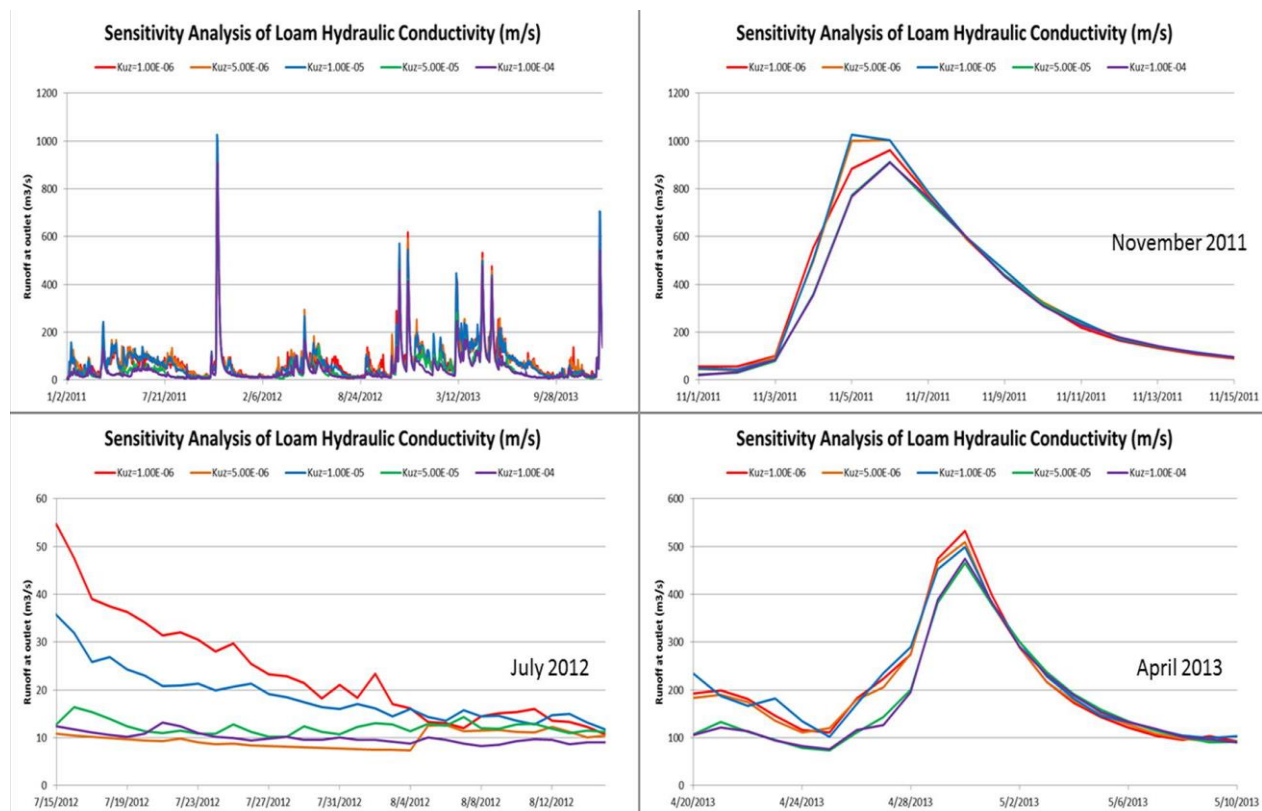 Sensitivity Analysis of Loam Hydraulic Conductivity (m/s)
Kuz=1.00E-06 Kuz=5.00E-06 Kuz=1.00E-05 Kuz=5.00E-05 Kuz=1.00E-04
Runoff at outlet (m3/s)
1200
1000
800
600
400
200
0
1/2/2011 7/21/2011 2/6/2012 8/24/2012 3/12/2013 9/28/2013
Sensitivity Analysis of Loam Hydraulic Conductivity (m/s)
Kuz=1.00E-06 Kuz=5.00E-06 Kuz=1.00E-05 Kuz=5.00E-05 Kuz=1.00E-04
Runoff at outlet (m3/s)
1200
1000
800
600
400
200
0
November 2011
11/1/2011 11/3/2011 11/5/2011 11/7/2011 11/9/2011 11/11/2011 11/13/2011 11/15/2011
Sensitivity Analysis of Loam Hydraulic Conductivity (m/s)
Kuz=1.00E-06 Kuz=5.00E-06 Kuz=1.00E-05 Kuz=5.00E-05 Kuz=1.00E-04
Runoff at outlet (m3/s)
60
50
40
30
20
10
0
July 2012
7/15/2012 7/19/2012 7/23/2012 7/27/2012 7/31/2012 8/4/2012 8/8/2012 8/12/2012
Sensitivity Analysis of Loam Hydraulic Conductivity (m/s)
Kuz=1.00E-06 Kuz=5.00E-06 Kuz=1.00E-05 Kuz=5.00E-05 Kuz=1.00E-04
Runoff at outlet (m3/s)
600
500
400
300
200
100
0
April 2013
4/20/2013 4/24/2013 4/28/2013 5/2/2013 5/6/2013 5/10/2013